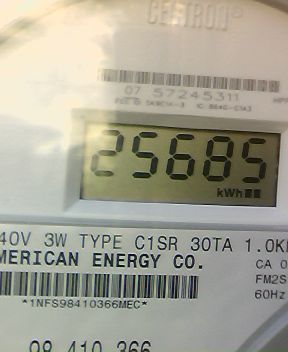 CENTRON®
07 57245311
25685
kWh
40V 3W TYPE C1SR 30TA 1.0K
MERICAN ENERGY CO.
CA 0
FM2S
60Hz
*1NFS98410366MEC*
98 410 366